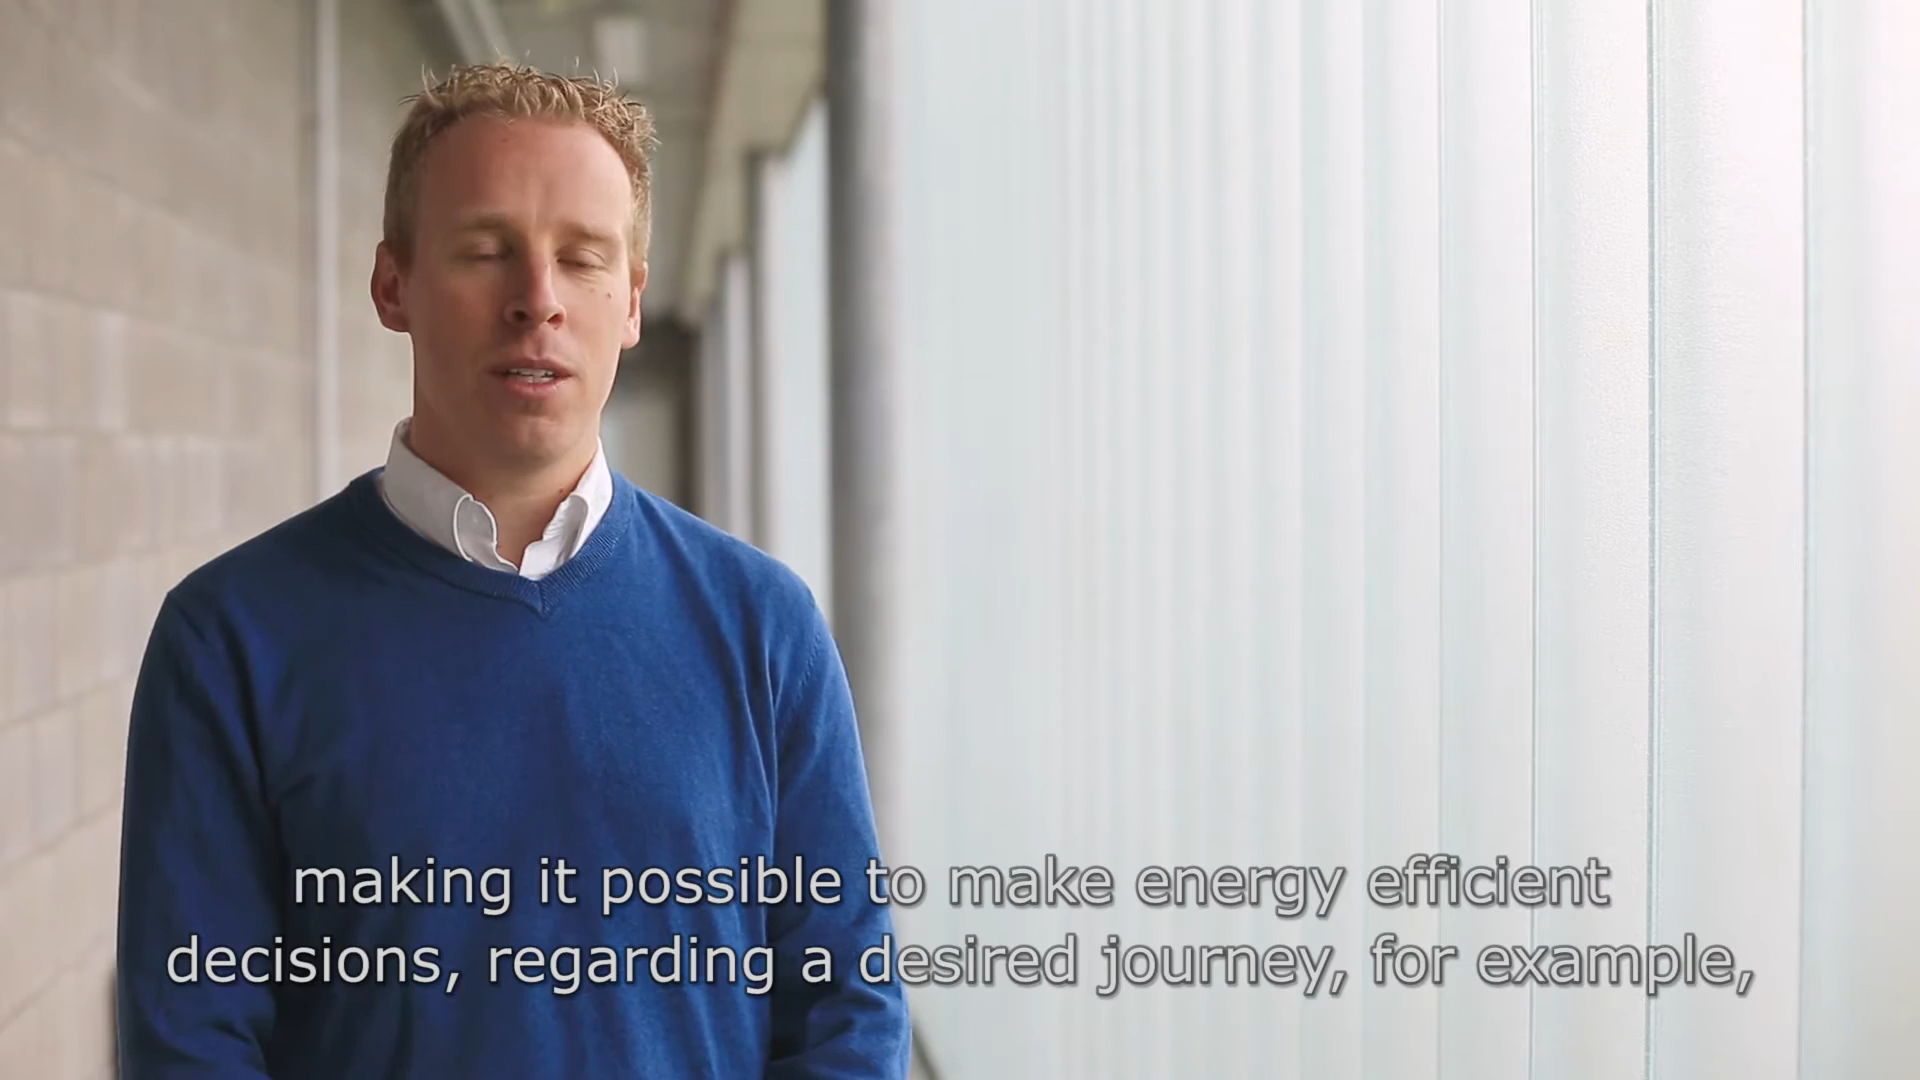 making it possible to make energy efficient
decisions, regarding a desired journey, for example,